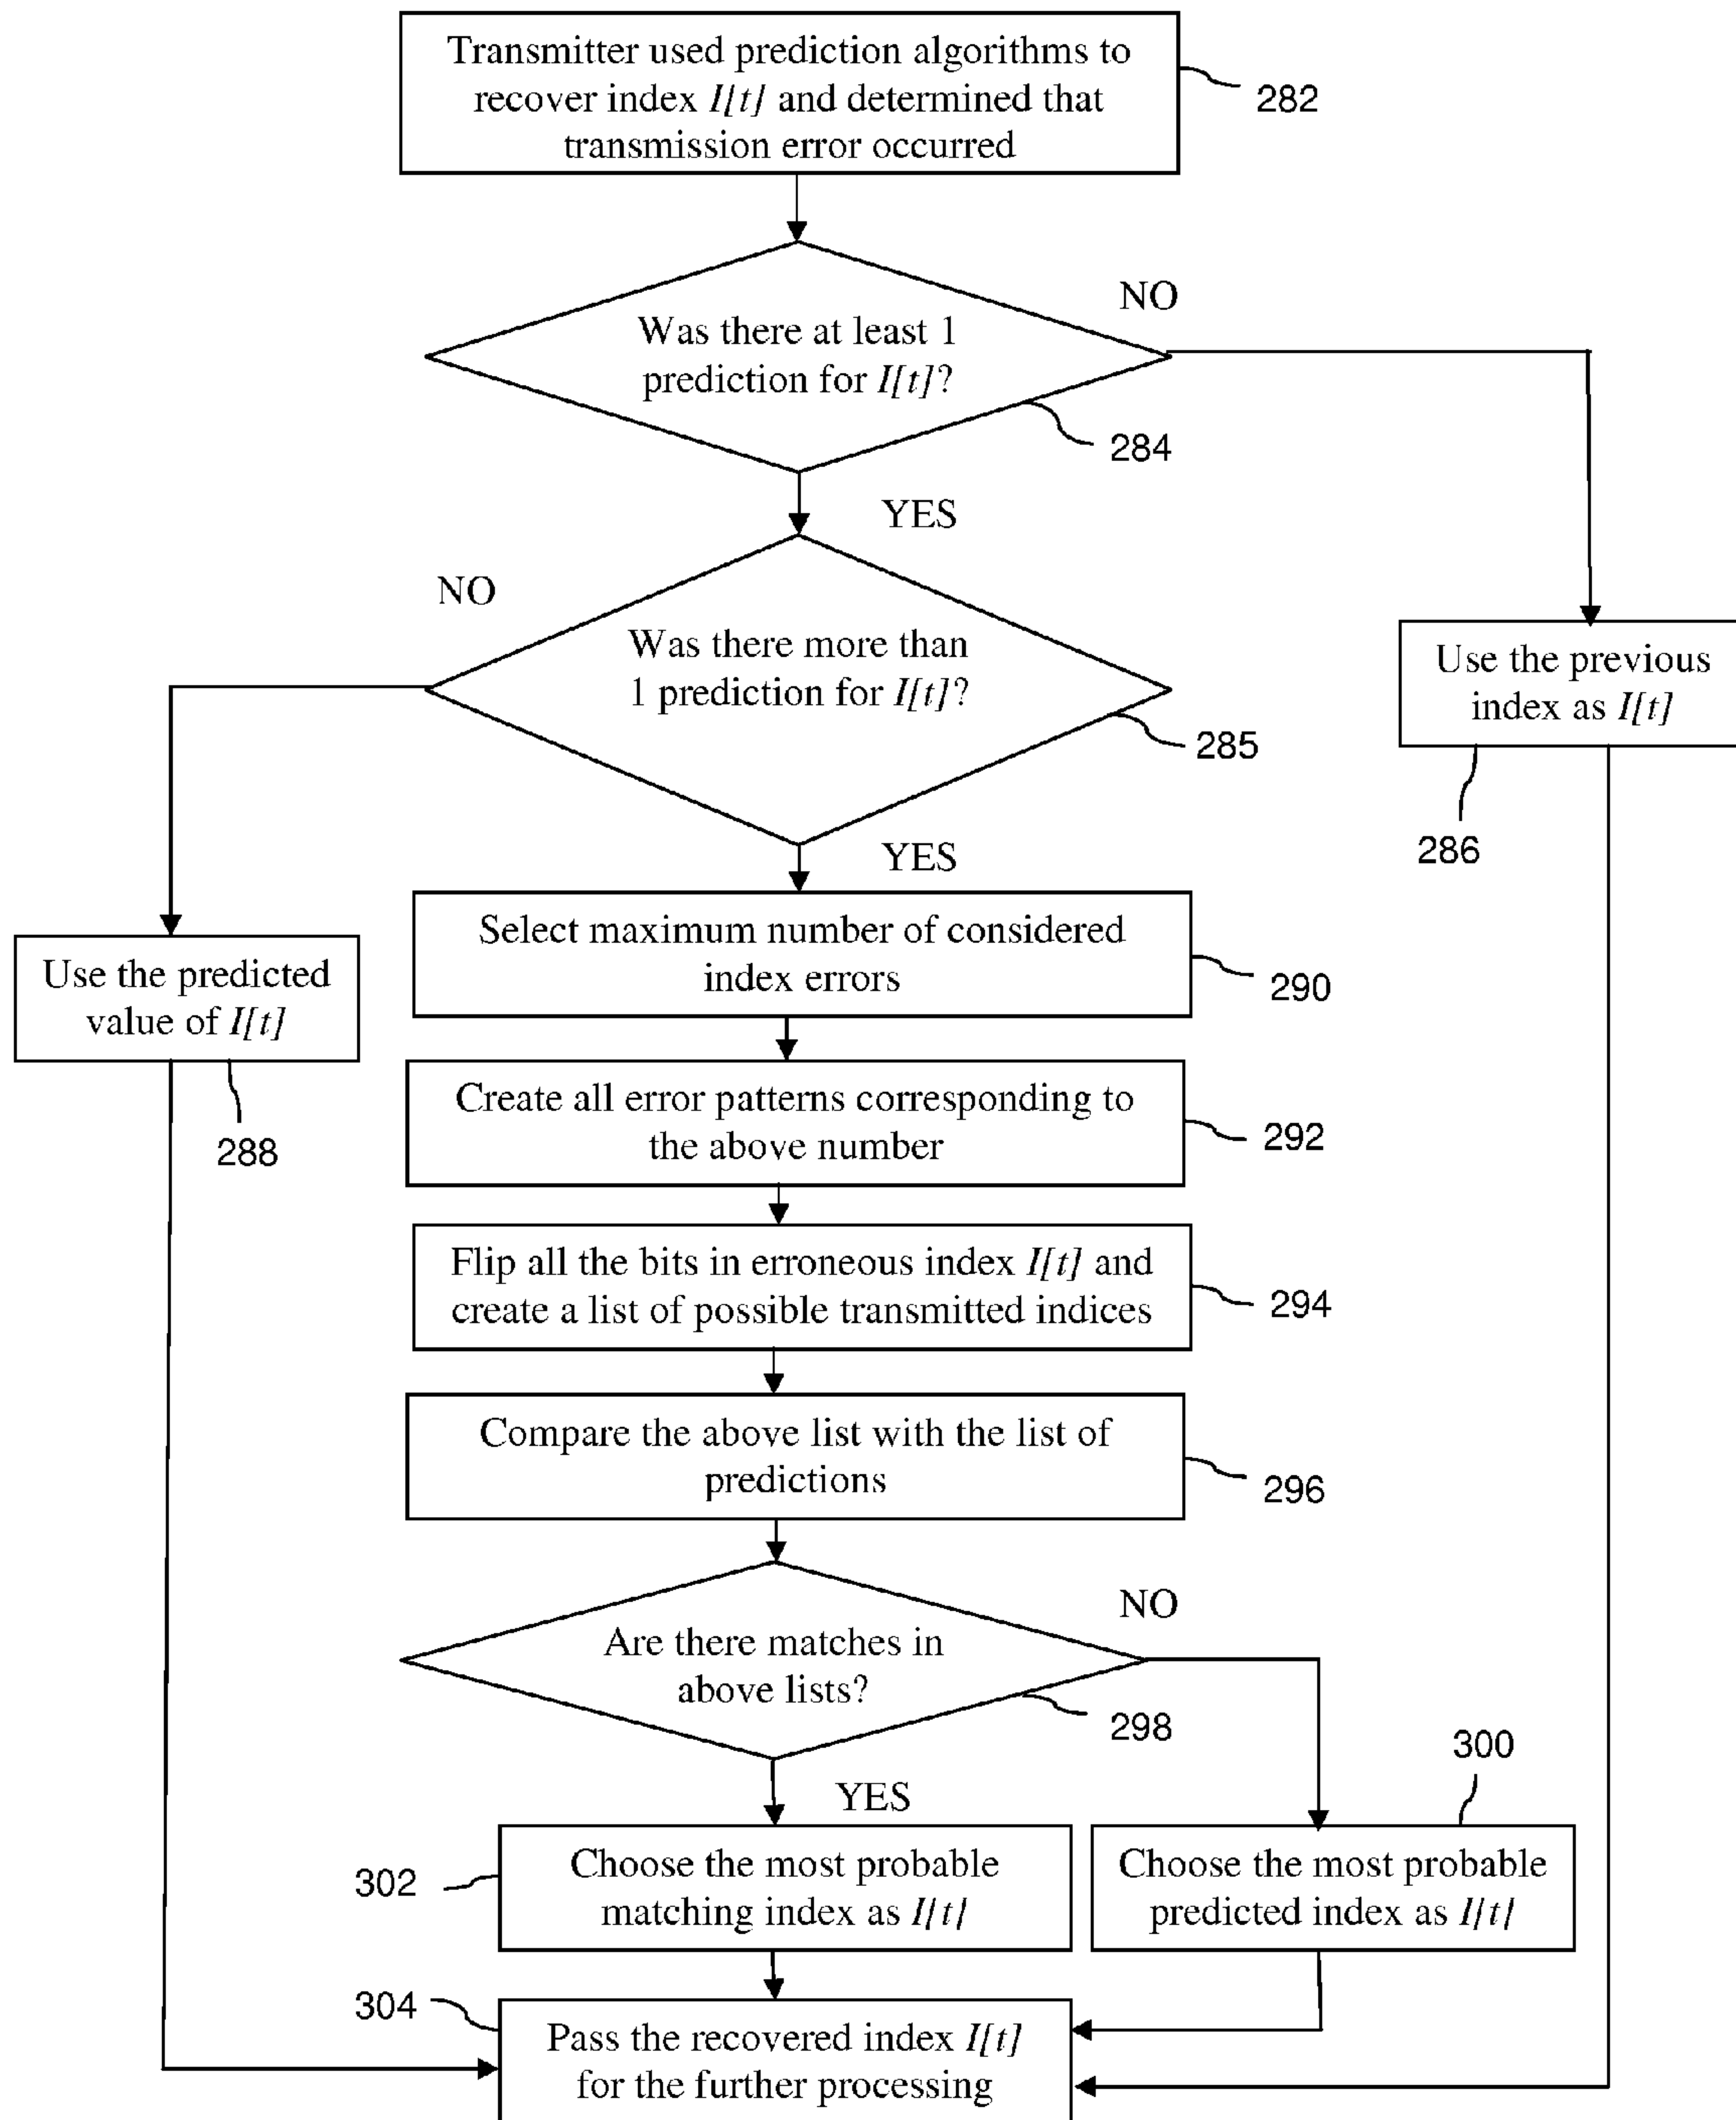 Transmitter used prediction algorithms to
recover index I[t] and determined that
transmission error occurred
282
NO
Was there at least 1
prediction for I[t]?
284
YES
NO
Was there more than
1 prediction for I[t]?
285
Use the previous
index as I[t]
286
YES
Select maximum number of considered
index errors
290
Use the predicted
value of I[t]
288
Create all error patterns corresponding to
the above number
292
Flip all the bits in erroneous index I[t] and
create a list of possible transmitted indices
294
Compare the above list with the list of
predictions
296
NO
Are there matches in
above lists?
298
300
YES
302
Choose the most probable
matching index as I[t]
Choose the most probable
predicted index as I[t]
304
Pass the recovered index I[t]
for the further processing